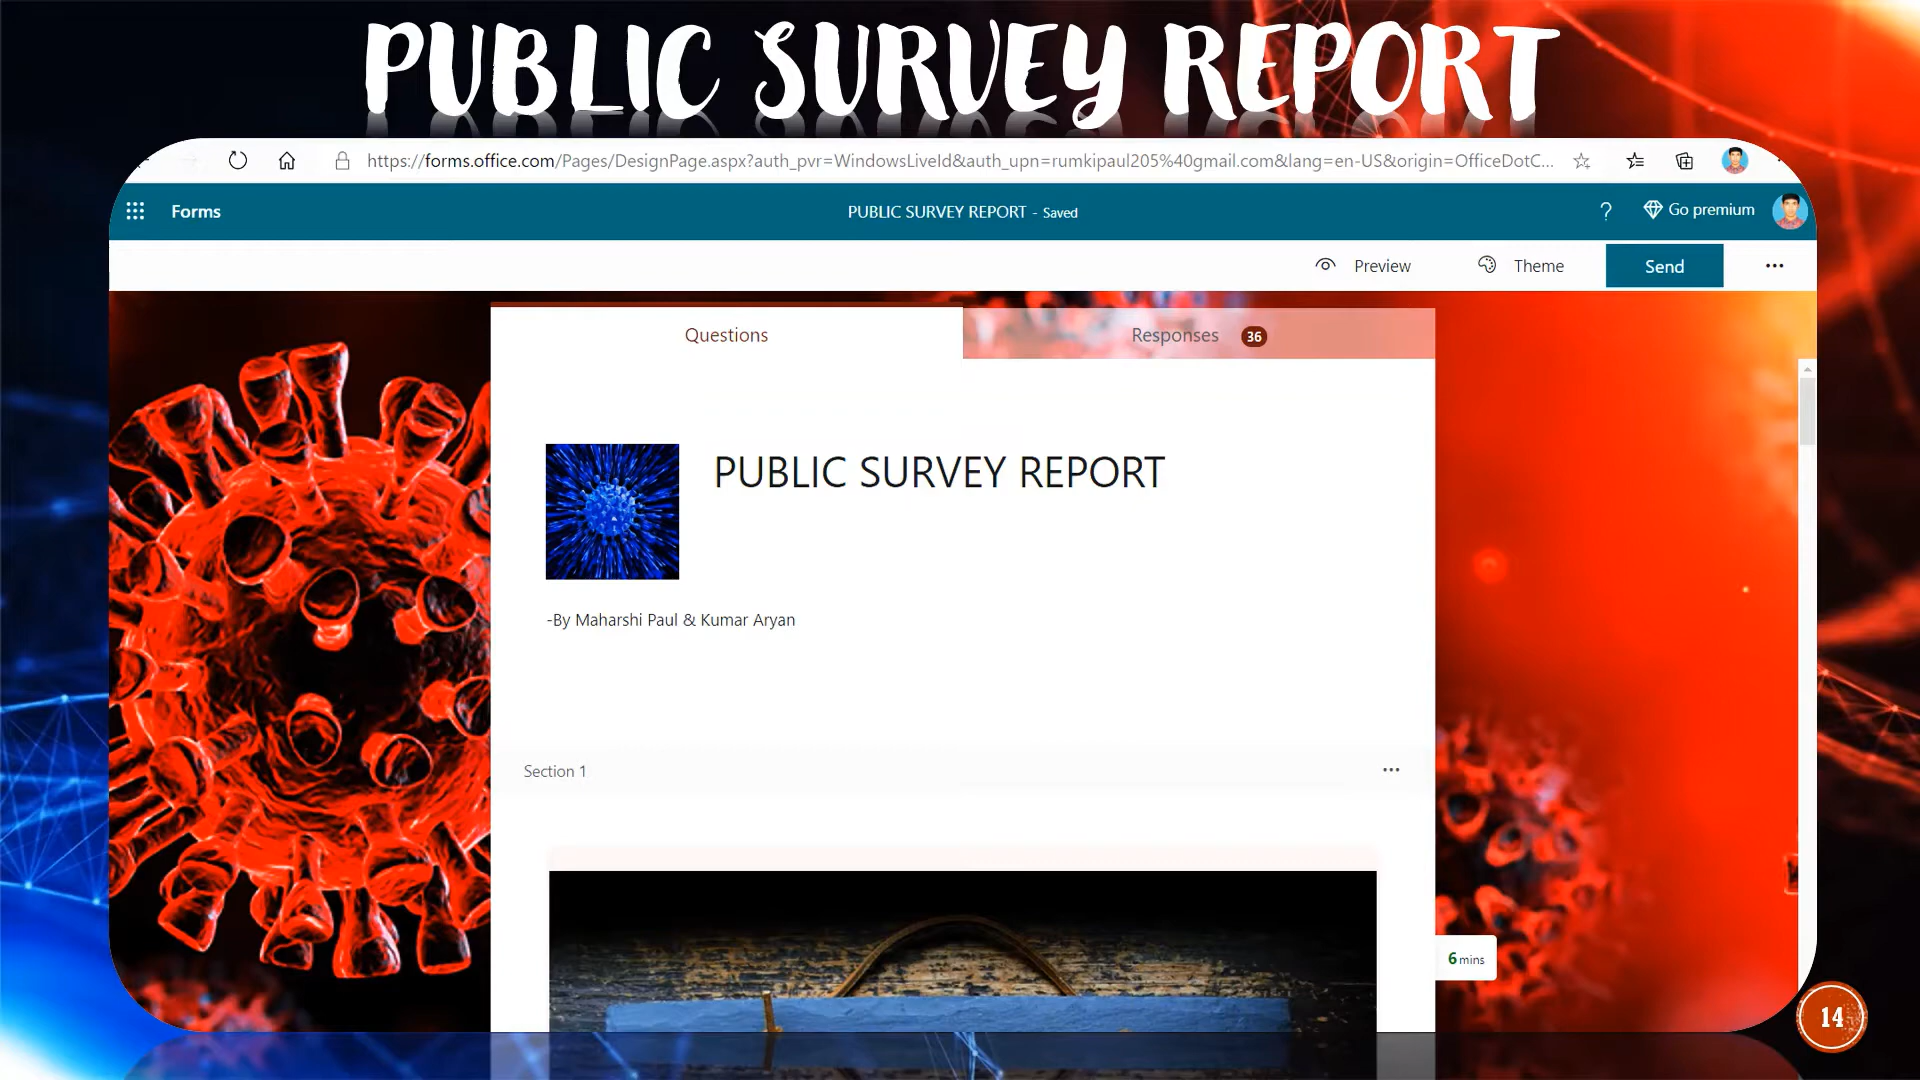 PUBLIC SURVEY REPORT
https://forms.office.com/Pages/DesignPage.aspx?auth_pvr=WindowsLiveId&auth_upn=rumkipaul205%40gmail.com&lang=en-US&origin=OfficeDotC...
Forms
PUBLIC SURVEY REPORT - Saved
? Go premium
Preview Theme Send ...
Questions Responses 36
PUBLIC SURVEY REPORT
-By Maharshi Paul & Kumar Aryan
Section 1 ...
6 mins
14